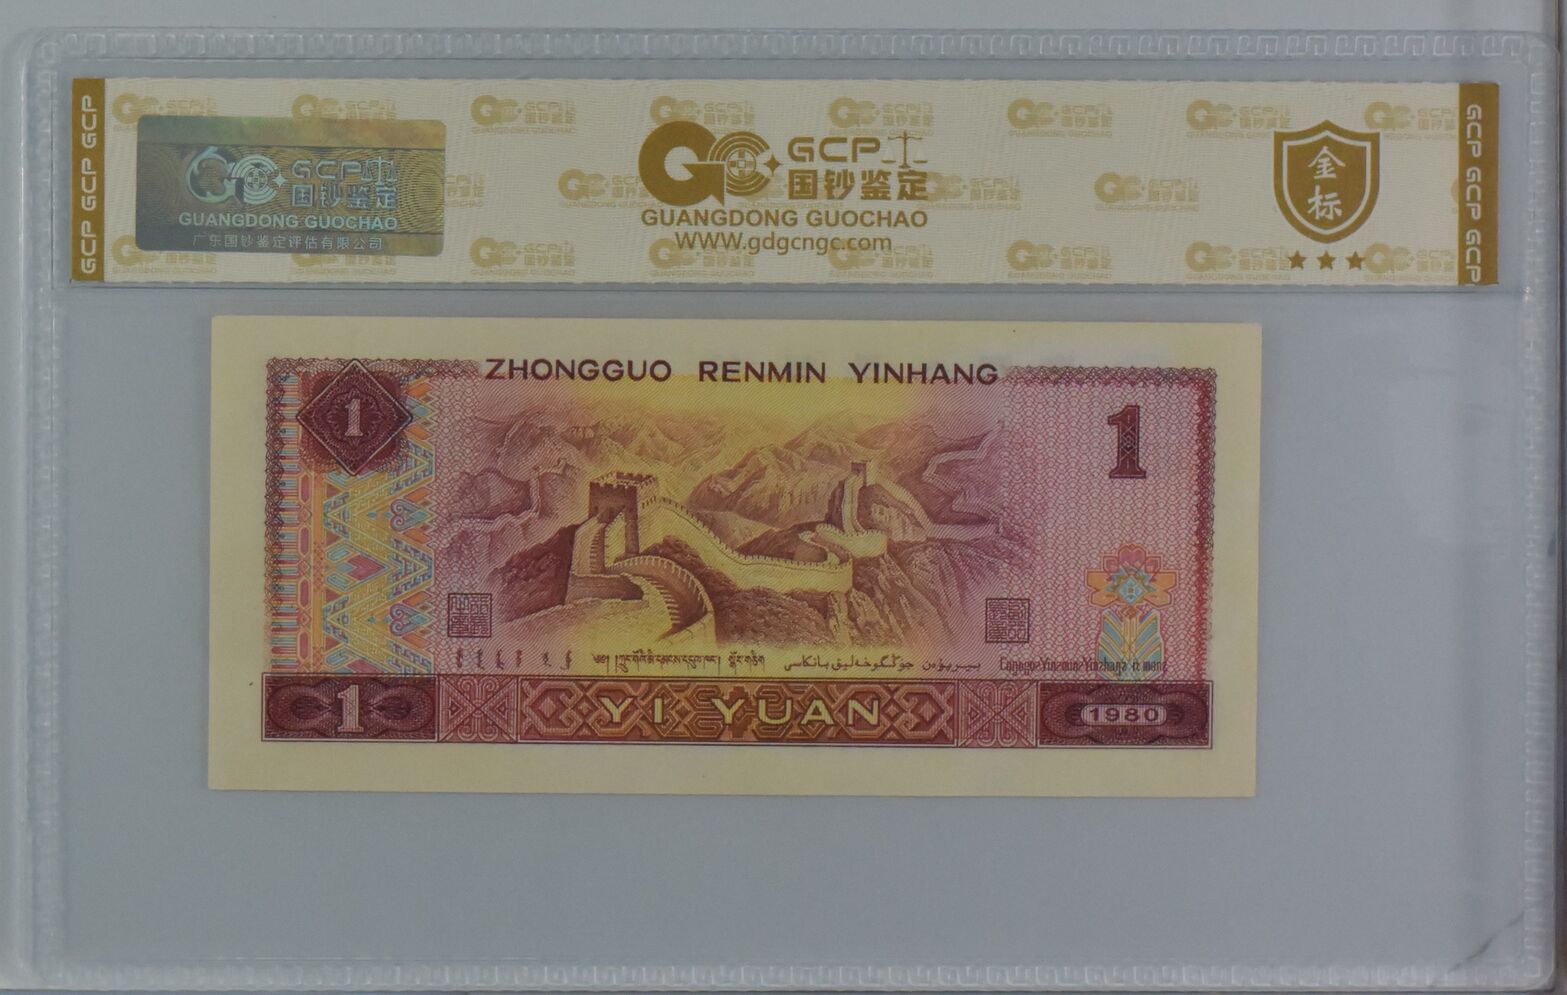 GCP GCP GCP
GCP 国钞鉴定
GUANGDONG GUOCHAO
广东国钞鉴定评估有限公司
GCP
国钞鉴定
GUANGDONG GUOCHAO
WWW.gdgcngc.com
金标
GCP GCP GCP
ZHONGGUO RENMIN YINHANG
1
1
1
YI YUAN
1980